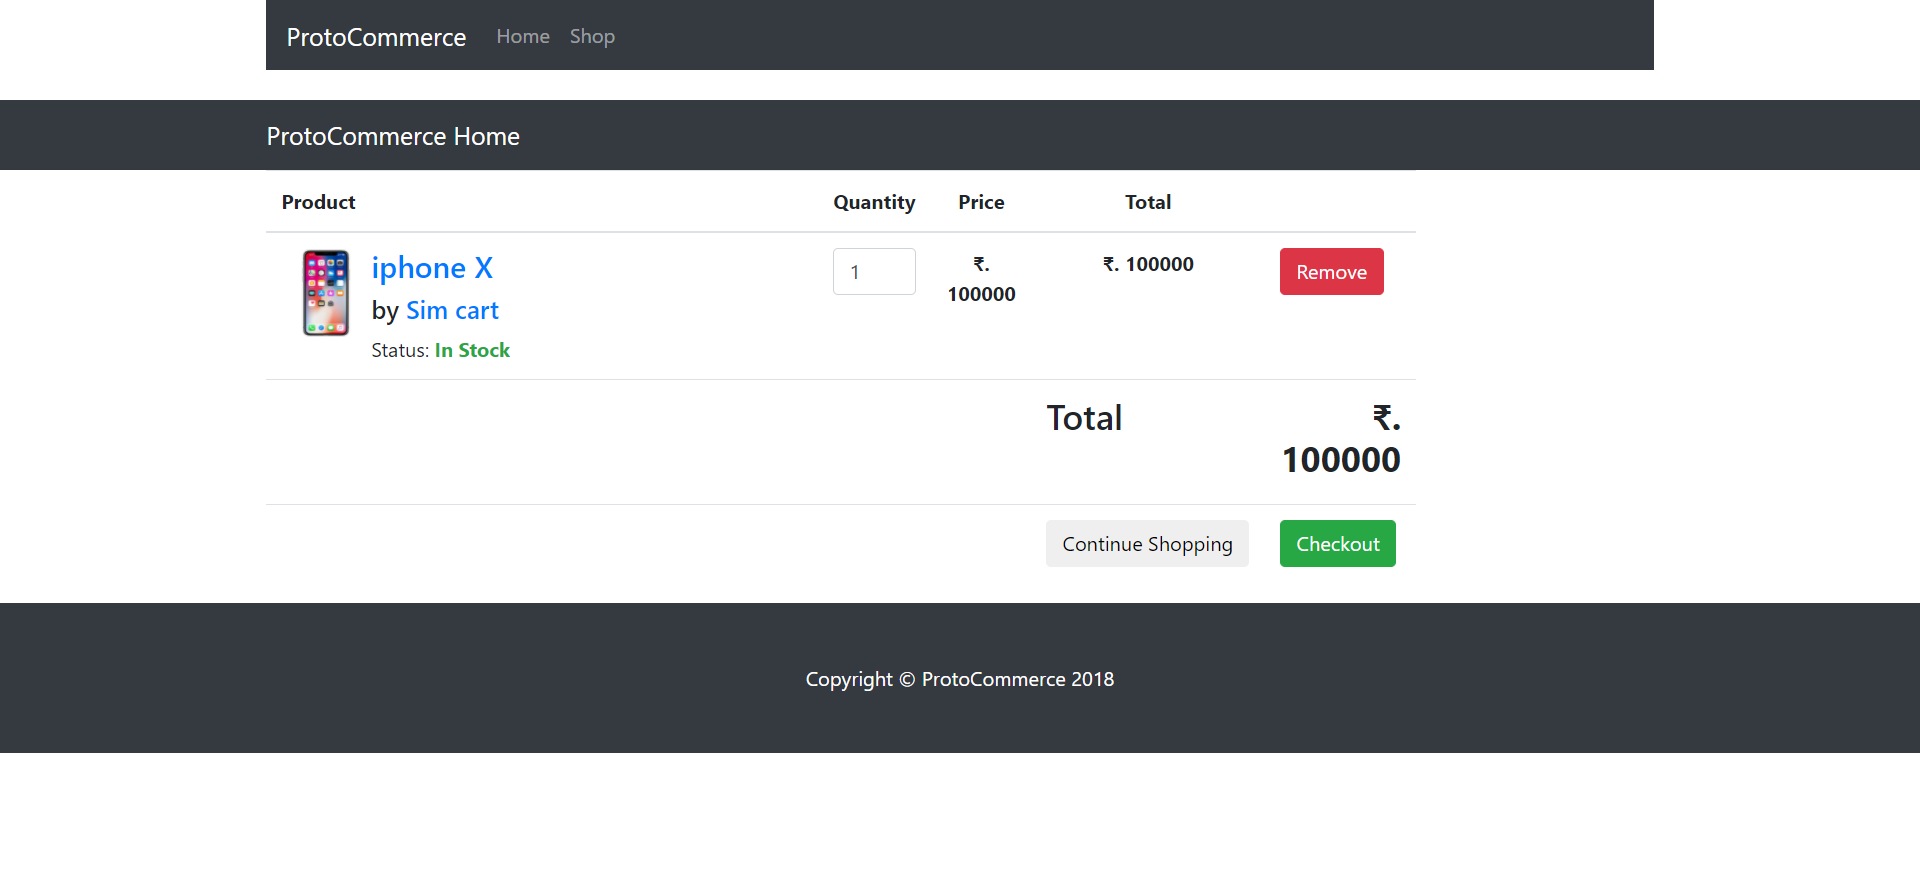 ProtoCommerce Home Shop
ProtoCommerce Home
Product Quantity Price Total
iphone X
by Sim cart
Status: In Stock
1
₹.
100000
₹. 100000
Remove
Total
₹.
100000
Continue Shopping Checkout
Copyright © ProtoCommerce 2018